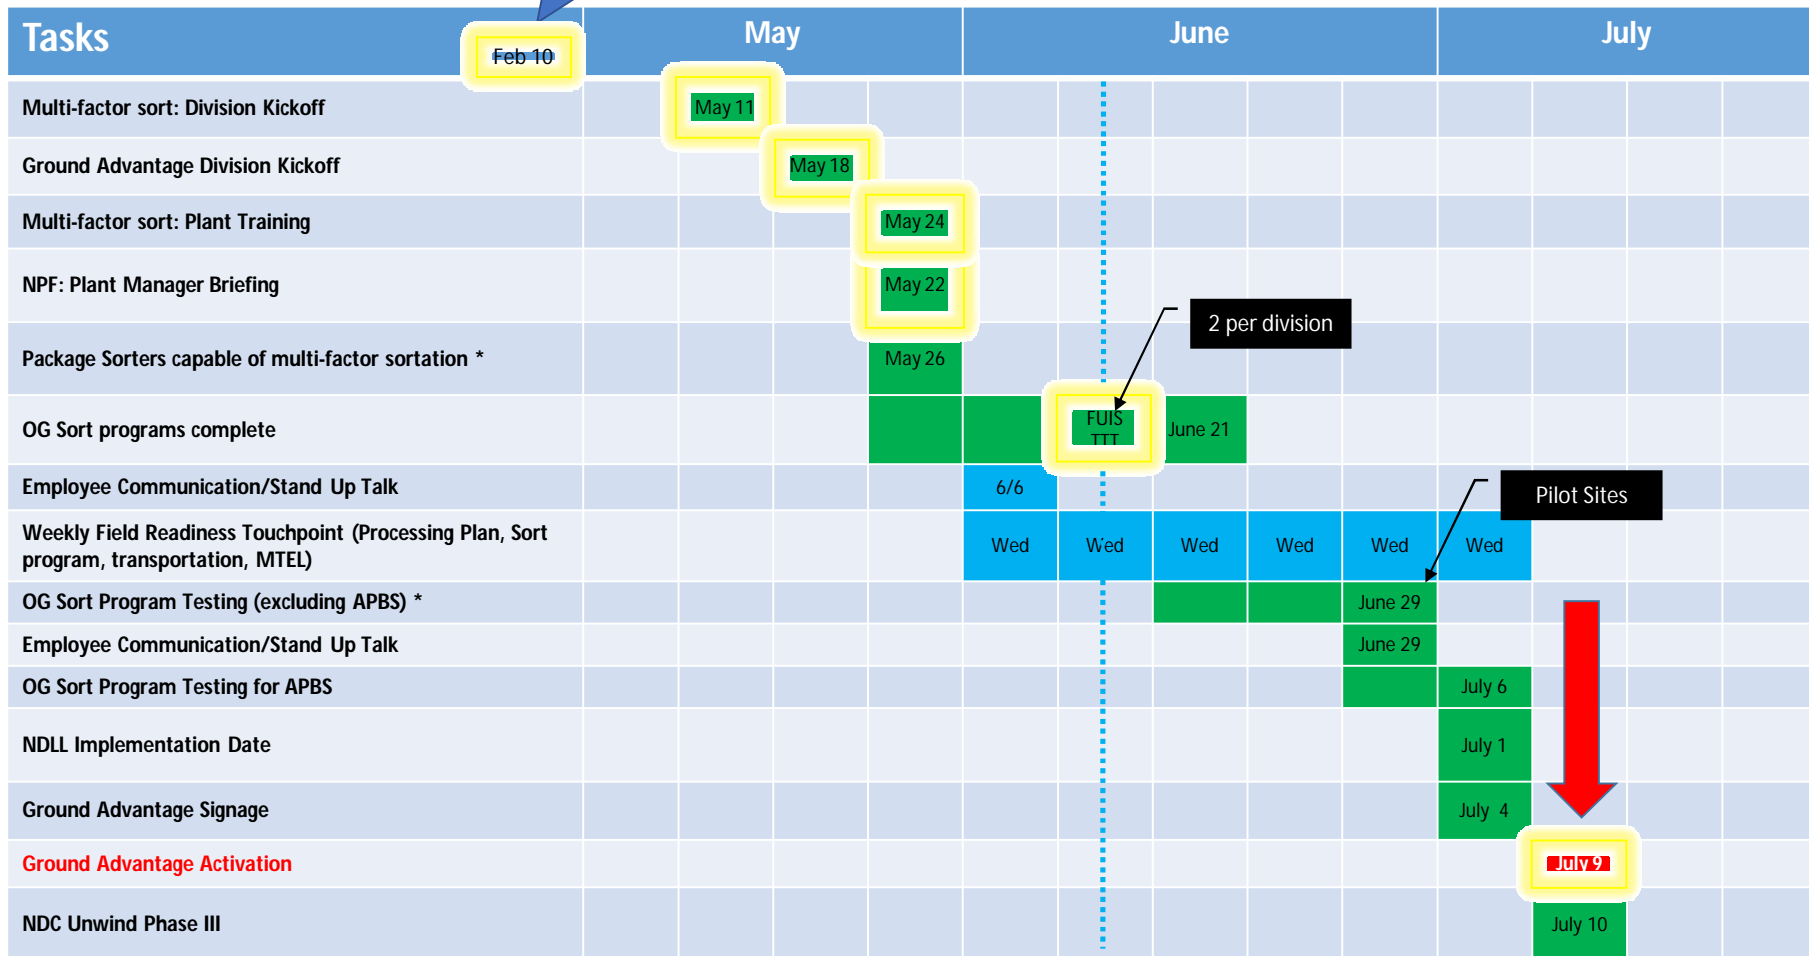 Tasks
Feb 10
May
June
July
Multi-factor sort: Division Kickoff
May 11
Ground Advantage Division Kickoff
May 18
Multi-factor sort: Plant Training
May 24
NPF: Plant Manager Briefing
May 22
2 per division
Package Sorters capable of multi-factor sortation *
May 26
OG Sort programs complete
FUIS
TTT
June 21
Employee Communication/Stand Up Talk
6/6
Pilot Sites
Weekly Field Readiness Touchpoint (Processing Plan, Sort
program, transportation, MTEL)
Wed
Wed
Wed
Wed
Wed
Wed
OG Sort Program Testing (excluding APBS) *
June 29
Employee Communication/Stand Up Talk
June 29
OG Sort Program Testing for APBS
July 6
NDLL Implementation Date
July 1
Ground Advantage Signage
July 4
Ground Advantage Activation
July 9
NDC Unwind Phase III
July 10